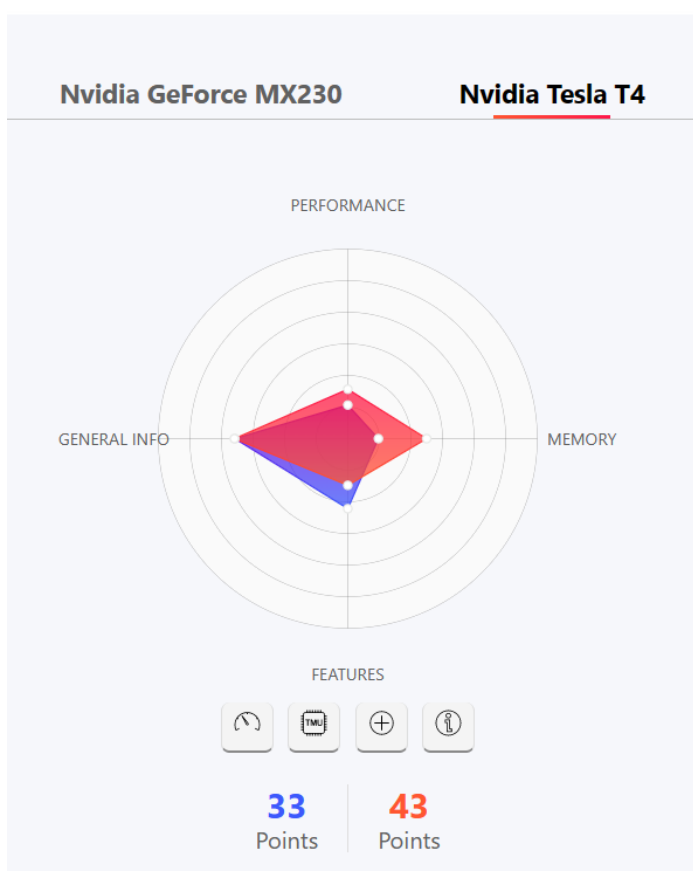 Nvidia GeForce MX230 Nvidia Tesla T4
PERFORMANCE
GENERAL INFO MEMORY
FEATURES
TMU
33 43
Points Points